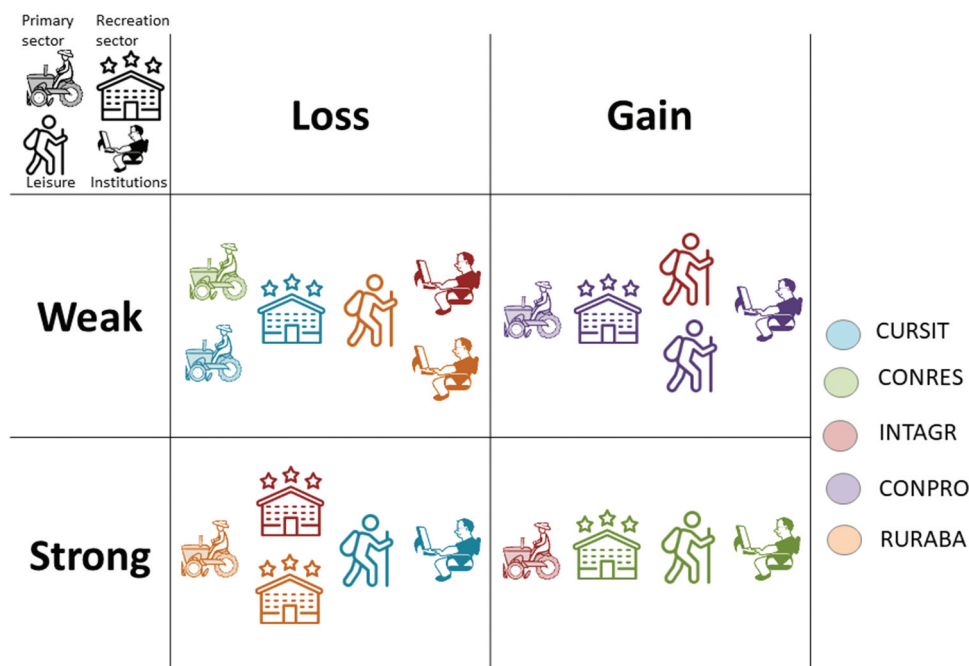 Primary
sector
Recreation
sector
Leisure
Institutions
Loss
Gain
Weak
Strong
CURSIT
CONRES
INTAGR
CONPRO
RURABA